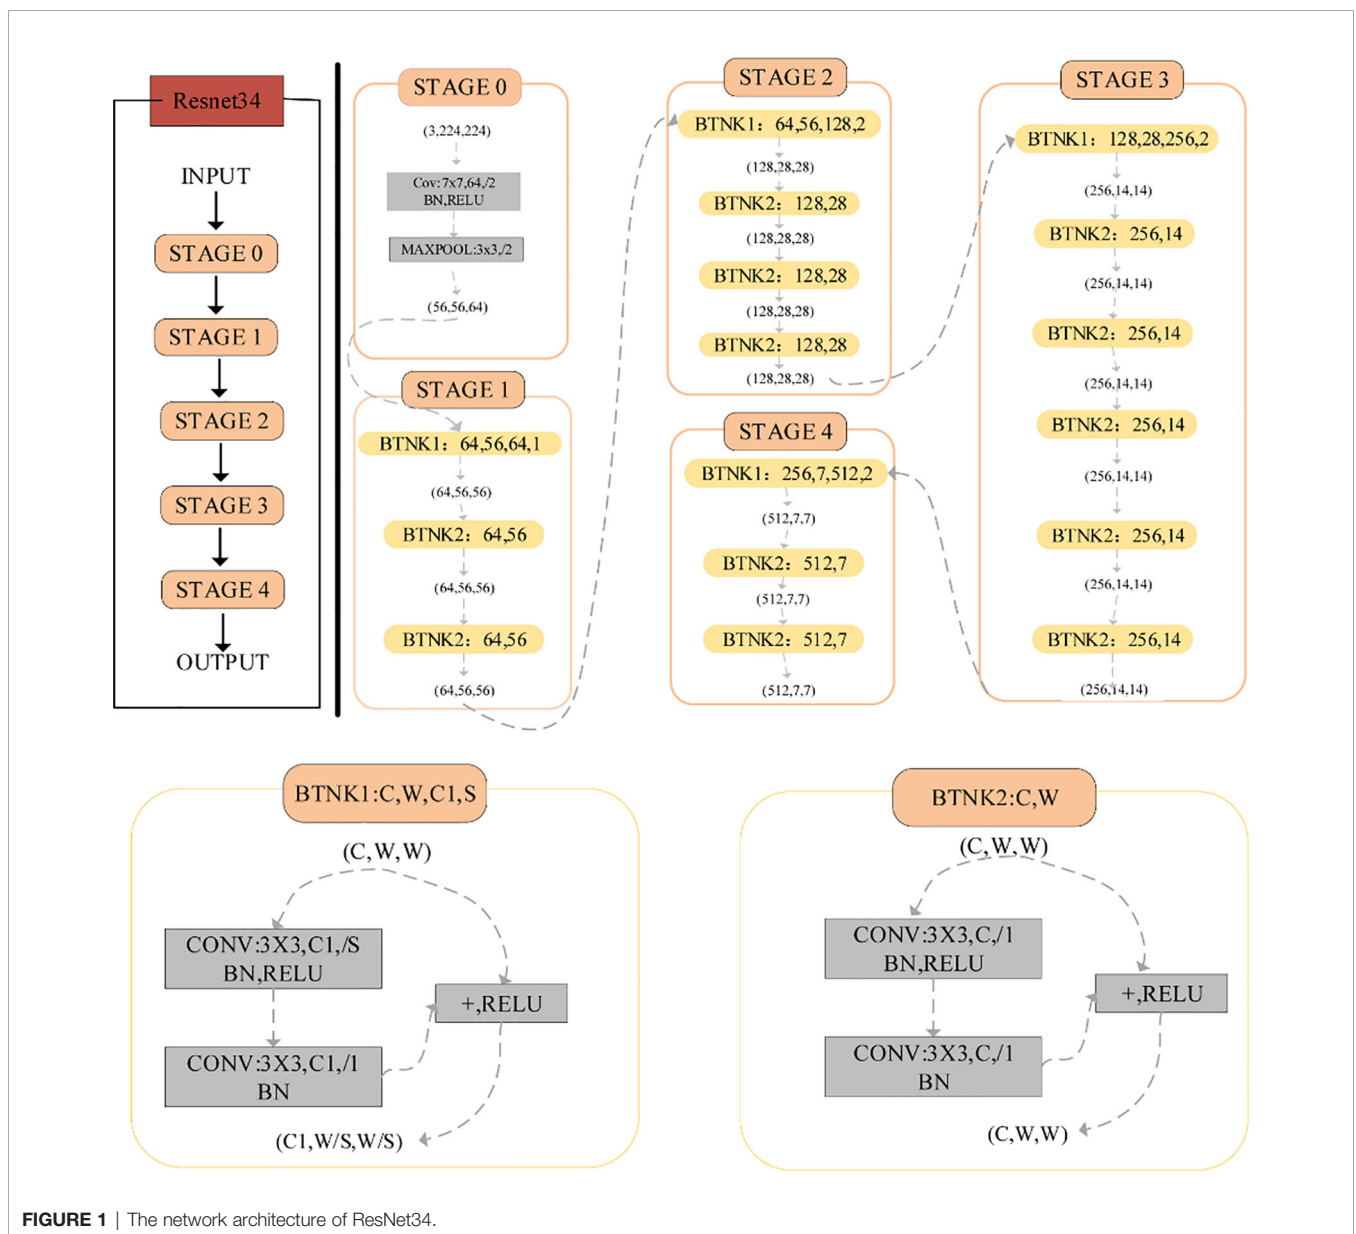 Resnet34
INPUT
STAGE 0
STAGE 1
STAGE 2
STAGE 3
STAGE 4
OUTPUT
STAGE 0
(3,224,224)
Cov:7x7,64,/2
BN,RELU
MAXPOOL:3x3,/2
(56,56,64)
STAGE 1
BTNK1: 64,56,64,1
(64,56,56)
BTNK2: 64,56
(64,56,56)
BTNK2: 64,56
(64,56,56)
STAGE 2
BTNK1: 64,56,128,2
(128,28,28)
BTNK2: 128,28
(128,28,28)
BTNK2: 128,28
(128,28,28)
BTNK2: 128,28
(128,28,28)
STAGE 3
BTNK1: 128,28,256,2
(256,14,14)
BTNK2: 256,14
(256,14,14)
BTNK2: 256,14
(256,14,14)
BTNK2: 256,14
(256,14,14)
BTNK2: 256,14
(256,14,14)
BTNK2: 256,14
(256,14,14)
STAGE 4
BTNK1: 256,7,512,2
(512,7,7)
BTNK2: 512,7
(512,7,7)
BTNK2: 512,7
(512,7,7)
BTNK1:C,W,C1,S
(C,W,W)
CONV:3X3,C1,/S
BN,RELU
+,RELU
CONV:3X3,C1,/1
BN
(C1,W/S,W/S)
BTNK2:C,W
(C,W,W)
CONV:3X3,C,/1
BN,RELU
+,RELU
CONV:3X3,C,/1
BN
(C,W,W)
FIGURE 1 | The network architecture of ResNet34.